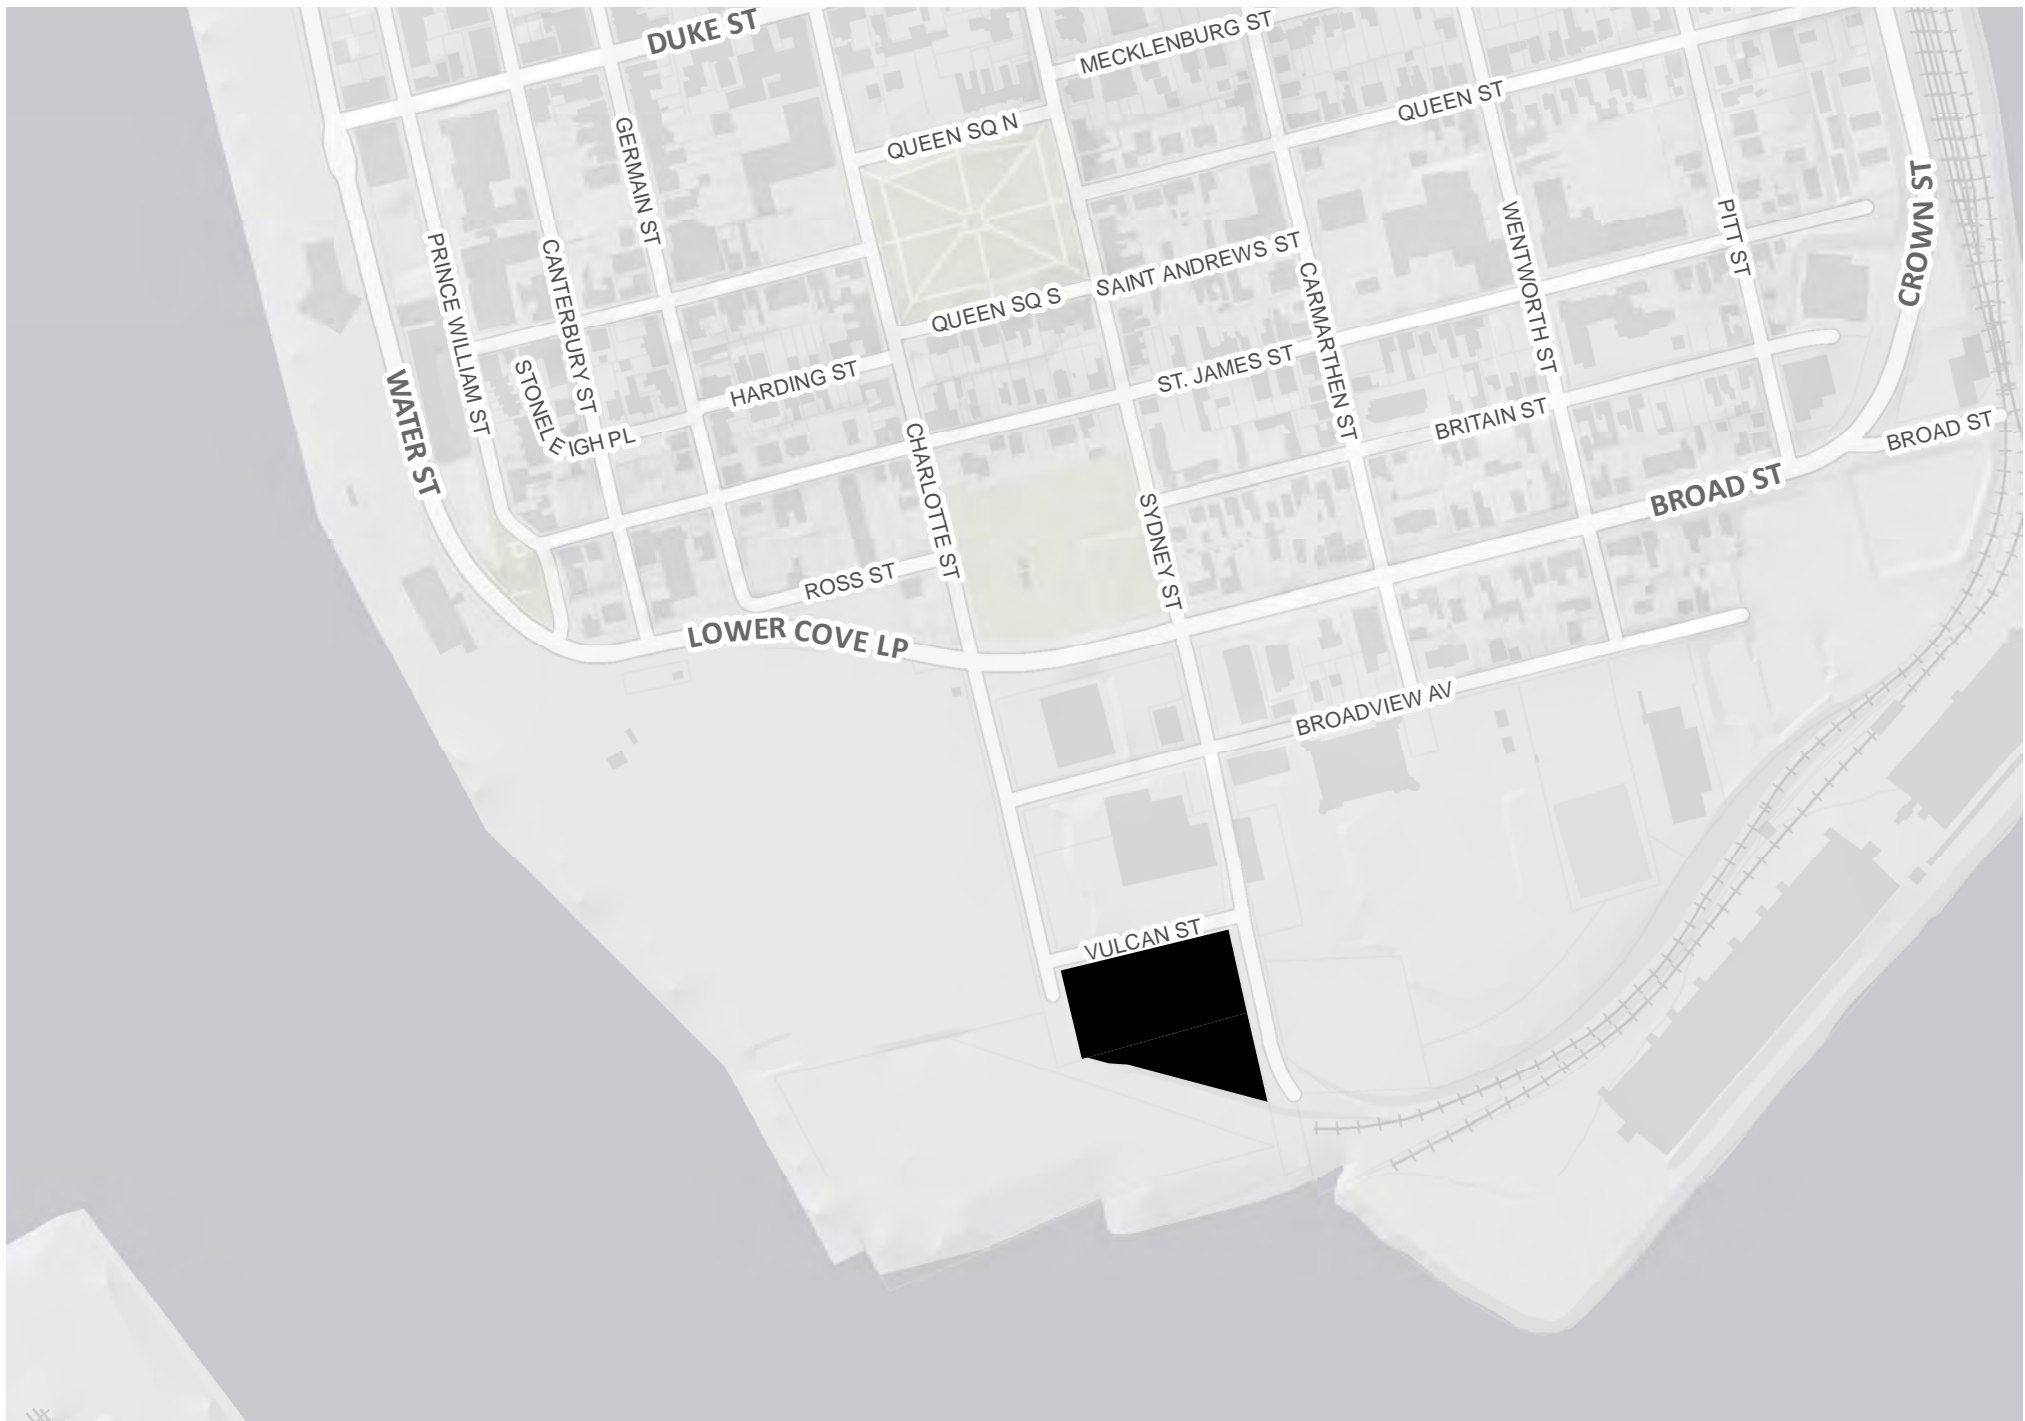 DUKE ST
MECKLENBURG ST
QUEEN ST
QUEEN SQ N
GERMAIN ST
CROWN ST
PITT ST
WENTWORTH ST
SAINT ANDREWS ST
PRINCE WILLIAM ST
CANTERBURY ST
CARMARTHEN ST
QUEEN SQ S
STONELEIGH PL
HARDING ST
ST. JAMES ST
WATER ST
BRITAIN ST
BROAD ST
CHARLOTTE ST
BROAD ST
SYDNEY ST
ROSS ST
LOWER COVE LP
BROADVIEW AV
VULCAN ST